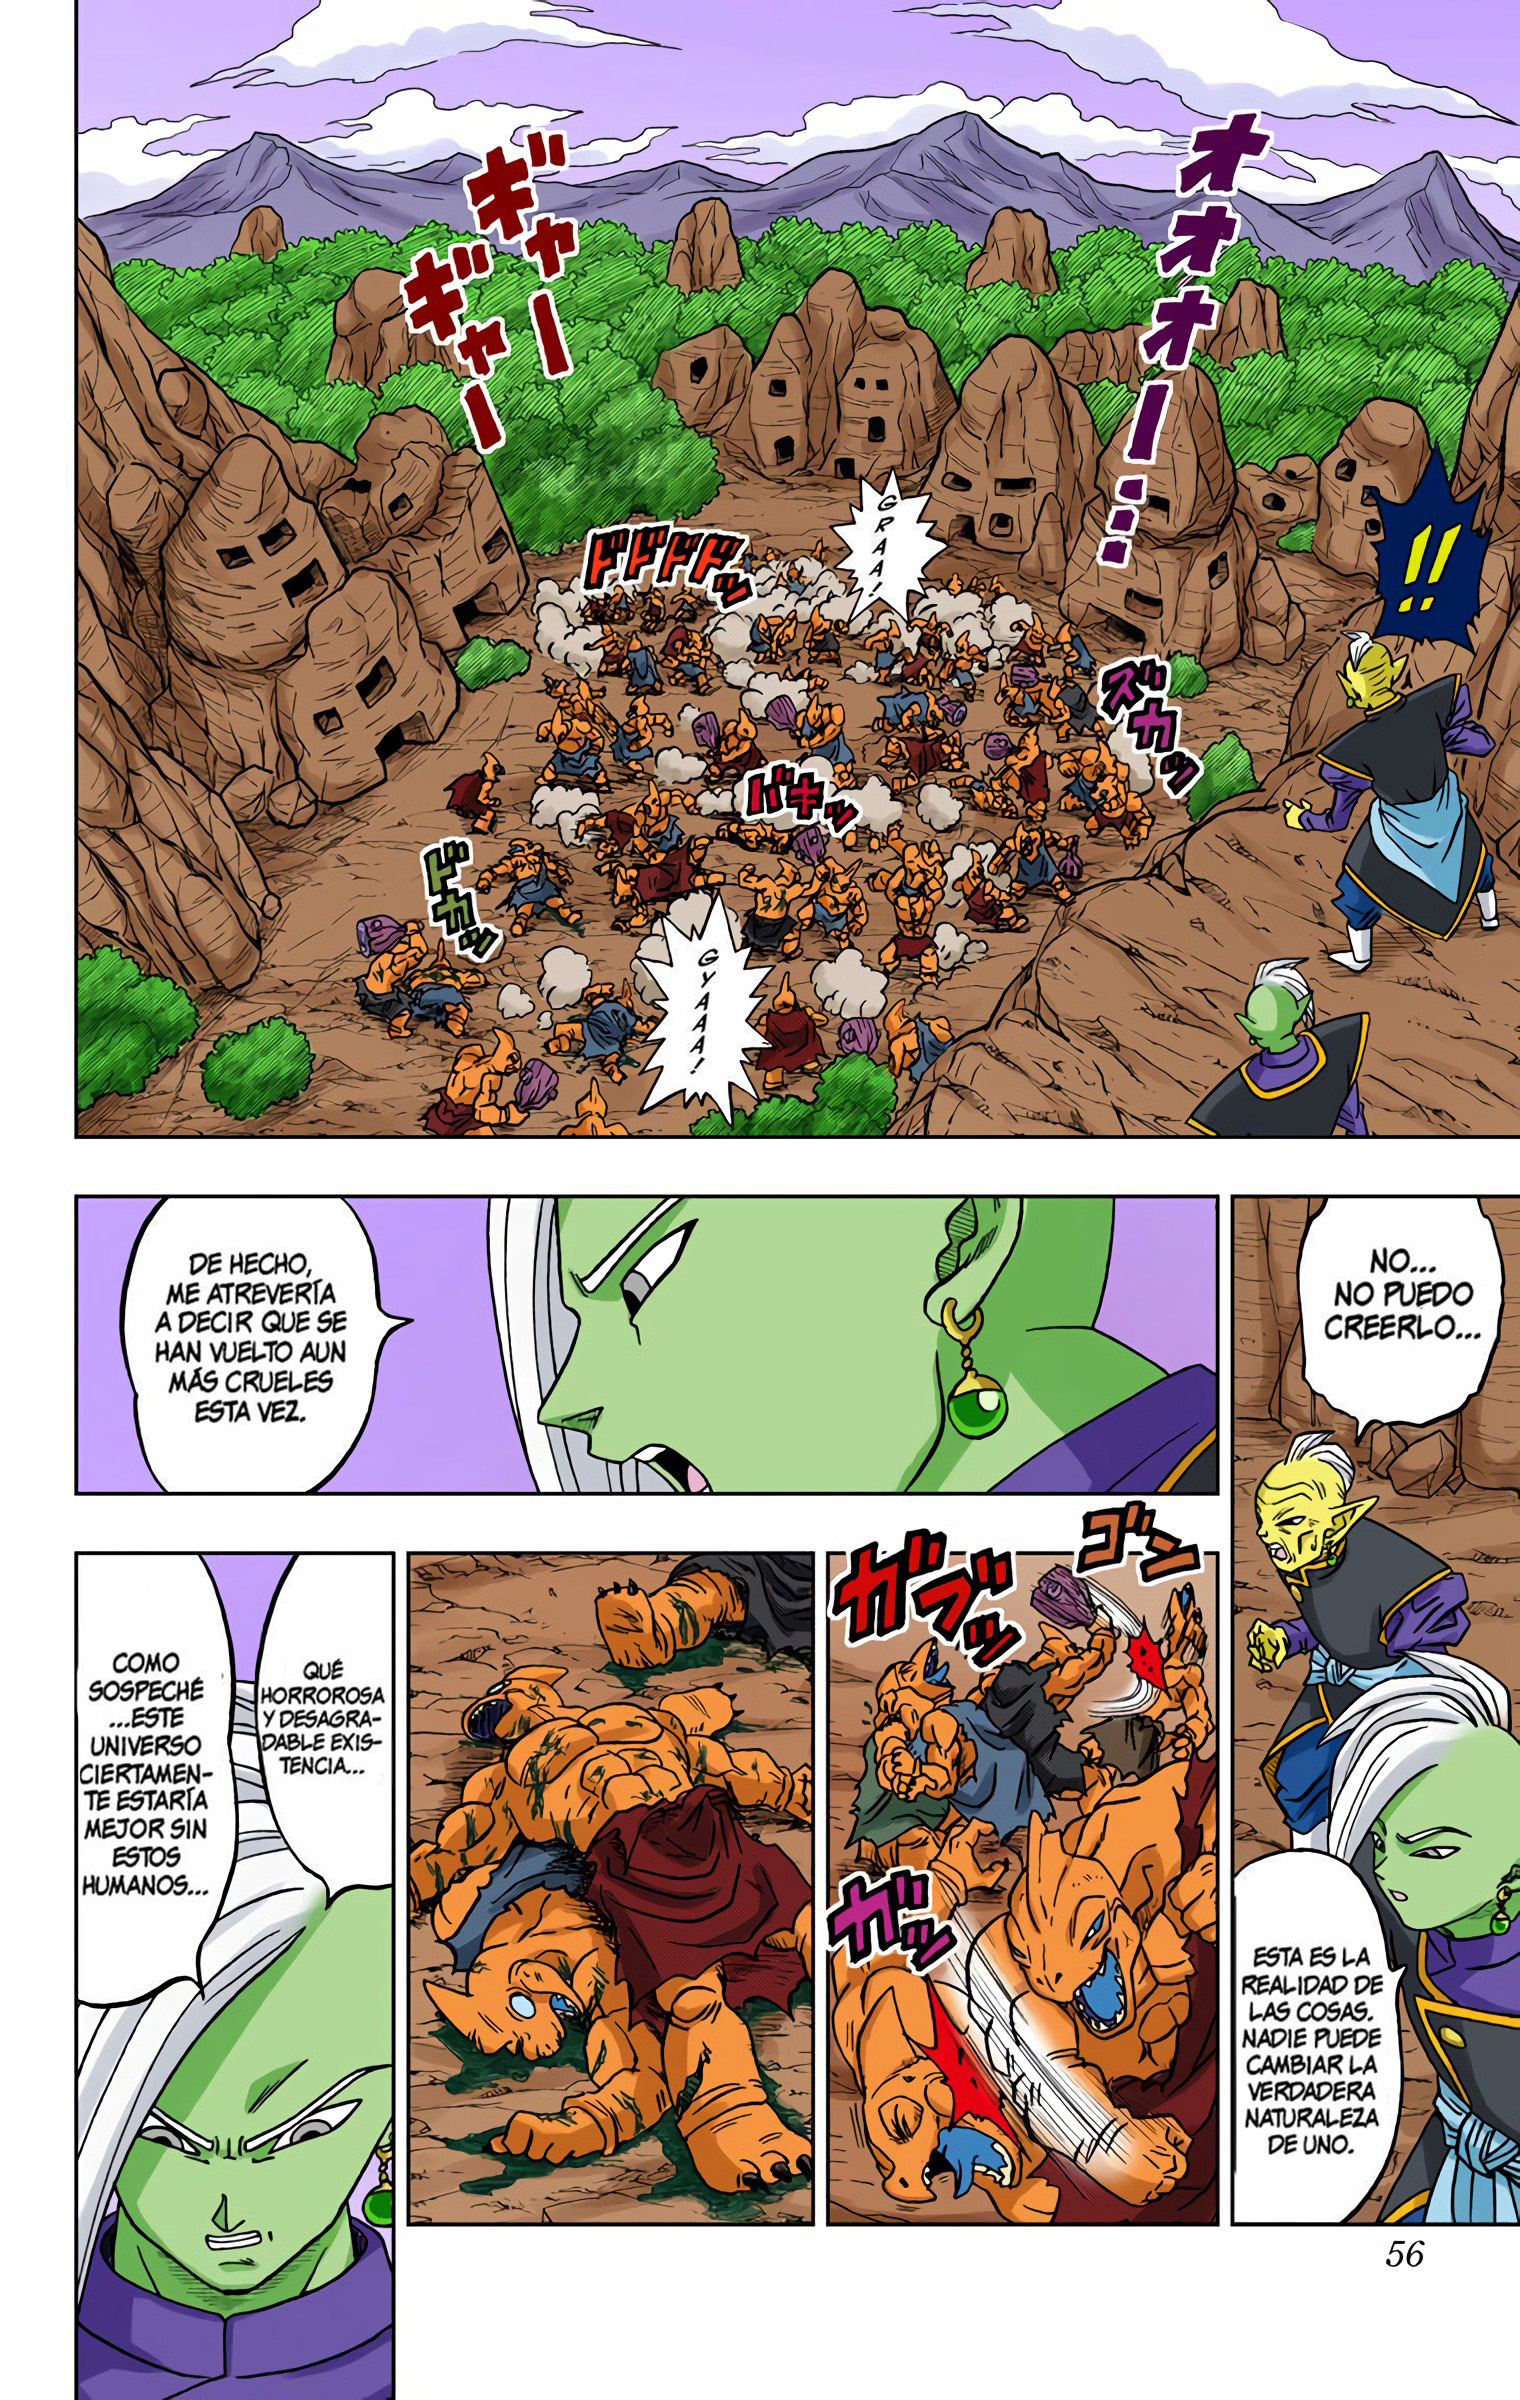 オオオォー…
ギャー
ギャー
!!
GRAA!
ドドドドッ
ズカッ
バキッ
ドカッ
GYAAA!
NO...
NO PUEDO
CREERLO...
ESTA ES LA
REALIDAD DE
LAS COSAS.
NADIE PUEDE
CAMBIAR LA
VERDADERA
NATURALEZA
DE UNO.
DE HECHO,
ME ATREVERÍA
A DECIR QUE SE
HAN VUELTO AUN
MÁS CRUELES
ESTA VEZ.
ゴン
ガブッ
ガッ
QUÉ
HORROROSA
Y DESAGRA-
DABLE EXIS-
TENCIA...
COMO
SOSPECHÉ
...ESTE
UNIVERSO
CIERTAMEN-
TE ESTARÍA
MEJOR SIN
ESTOS
HUMANOS...
56